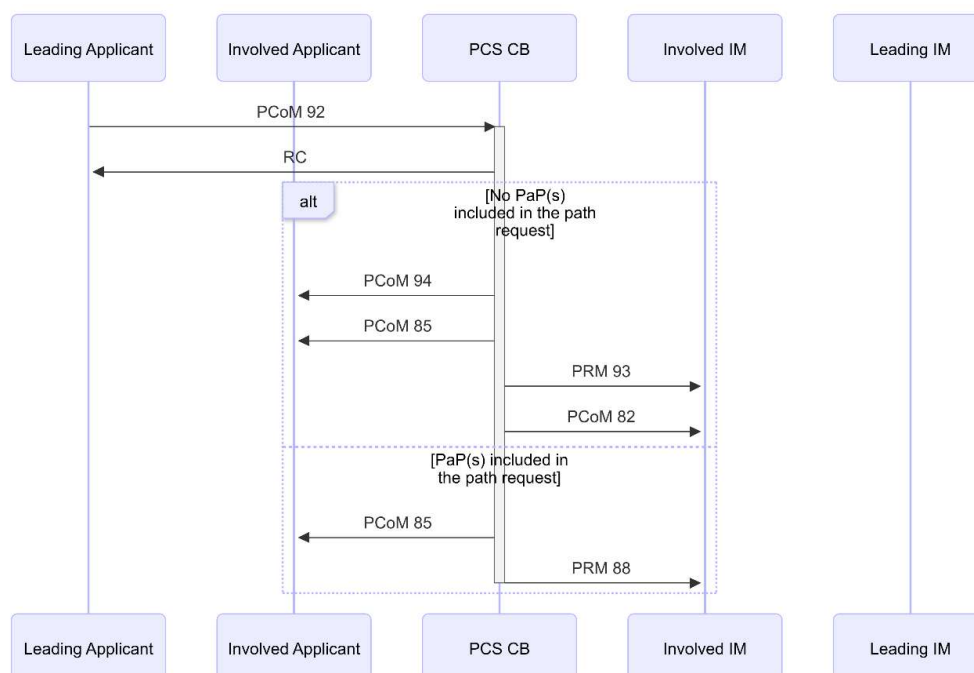 Leading Applicant
Involved Applicant
PCS CB
Involved IM
Leading IM
PCoM 92
RC
alt
[No PaP(s)
included in the path
request]
PCoM 94
PCoM 85
PRM 93
PCoM 82
[PaP(s) included in
the path request]
PCoM 85
PRM 88
Leading Applicant
Involved Applicant
PCS CB
Involved IM
Leading IM